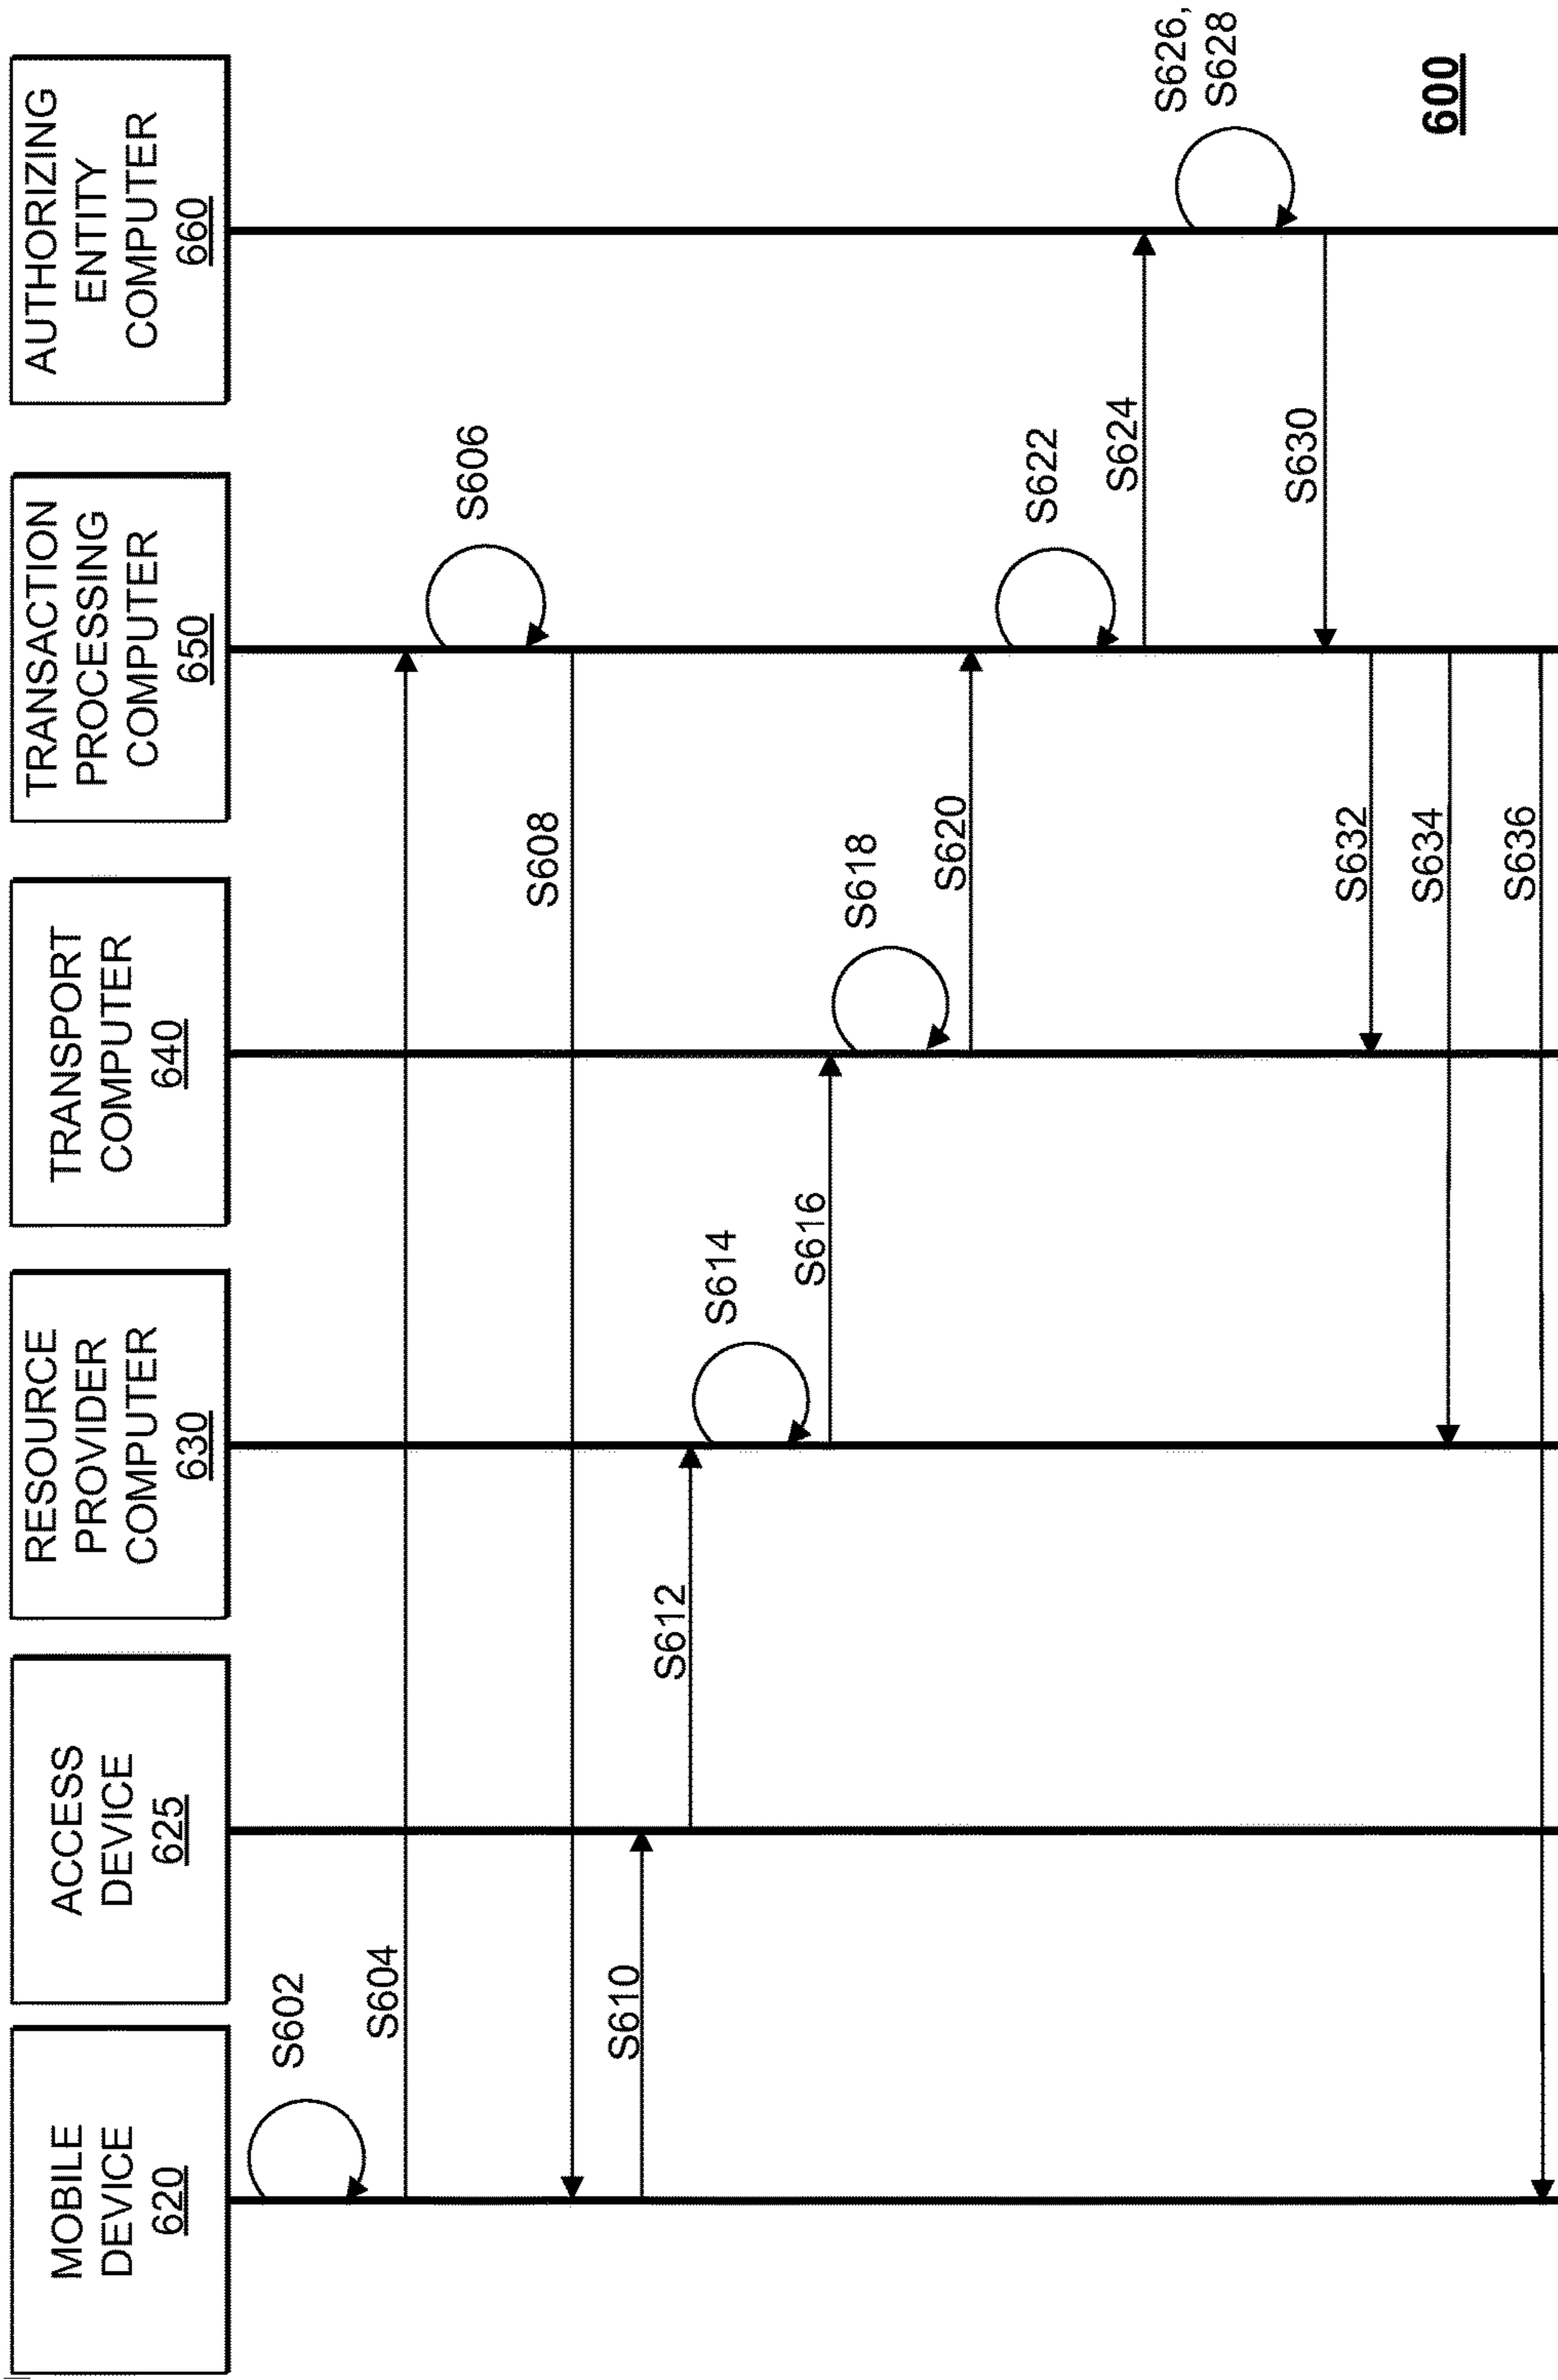 MOBILE
DEVICE
620
ACCESS
DEVICE
625
RESOURCE
PROVIDER
COMPUTER
630
TRANSPORT
COMPUTER
640
TRANSACTION
PROCESSING
COMPUTER
650
AUTHORIZING
ENTITY
COMPUTER
660
S602
S604
S606
S608
S610
S612
S614
S616
S618
S620
S622
S624
S626,
S628
S630
S632
S634
S636
600